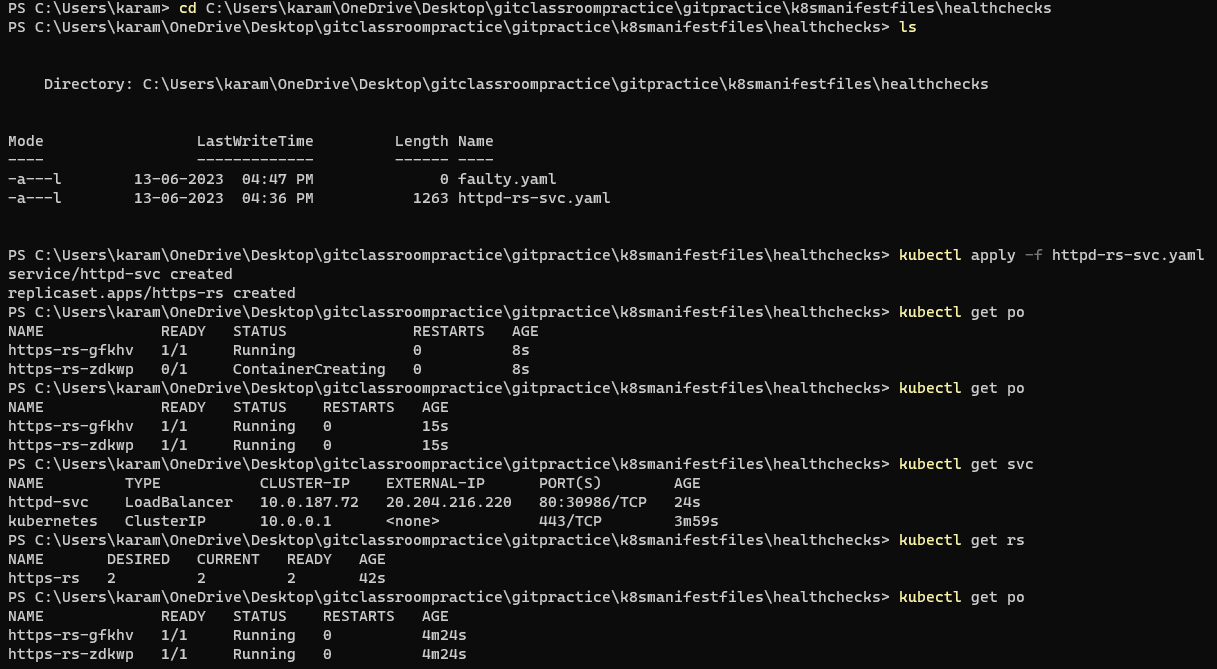 PS C:\Users\karam> cd C:\Users\karam\OneDrive\Desktop\gitclassroompractice\gitpractice\k8smanifestfiles\healthchecks
PS C:\Users\karam\OneDrive\Desktop\gitclassroompractice\gitpractice\k8smanifestfiles\healthchecks> ls
    Directory: C:\Users\karam\OneDrive\Desktop\gitclassroompractice\gitpractice\k8smanifestfiles\healthchecks
Mode                 LastWriteTime         Length Name
----                 -------------         ------ ----
-a---l        13-06-2023  04:47 PM              0 faulty.yaml
-a---l        13-06-2023  04:36 PM           1263 httpd-rs-svc.yaml
PS C:\Users\karam\OneDrive\Desktop\gitclassroompractice\gitpractice\k8smanifestfiles\healthchecks> kubectl apply -f httpd-rs-svc.yaml
service/httpd-svc created
replicaset.apps/https-rs created
PS C:\Users\karam\OneDrive\Desktop\gitclassroompractice\gitpractice\k8smanifestfiles\healthchecks> kubectl get po
NAME             READY   STATUS              RESTARTS   AGE
https-rs-gfkhv   1/1     Running             0          8s
https-rs-zdkwp   0/1     ContainerCreating   0          8s
PS C:\Users\karam\OneDrive\Desktop\gitclassroompractice\gitpractice\k8smanifestfiles\healthchecks> kubectl get po
NAME             READY   STATUS    RESTARTS   AGE
https-rs-gfkhv   1/1     Running   0          15s
https-rs-zdkwp   1/1     Running   0          15s
PS C:\Users\karam\OneDrive\Desktop\gitclassroompractice\gitpractice\k8smanifestfiles\healthchecks> kubectl get svc
NAME         TYPE           CLUSTER-IP    EXTERNAL-IP      PORT(S)        AGE
httpd-svc    LoadBalancer   10.0.187.72   20.204.216.220   80:30986/TCP   24s
kubernetes   ClusterIP      10.0.0.1      <none>           443/TCP        3m59s
PS C:\Users\karam\OneDrive\Desktop\gitclassroompractice\gitpractice\k8smanifestfiles\healthchecks> kubectl get rs
NAME       DESIRED   CURRENT   READY   AGE
https-rs   2         2         2       42s
PS C:\Users\karam\OneDrive\Desktop\gitclassroompractice\gitpractice\k8smanifestfiles\healthchecks> kubectl get po
NAME             READY   STATUS    RESTARTS   AGE
https-rs-gfkhv   1/1     Running   0          4m24s
https-rs-zdkwp   1/1     Running   0          4m24s